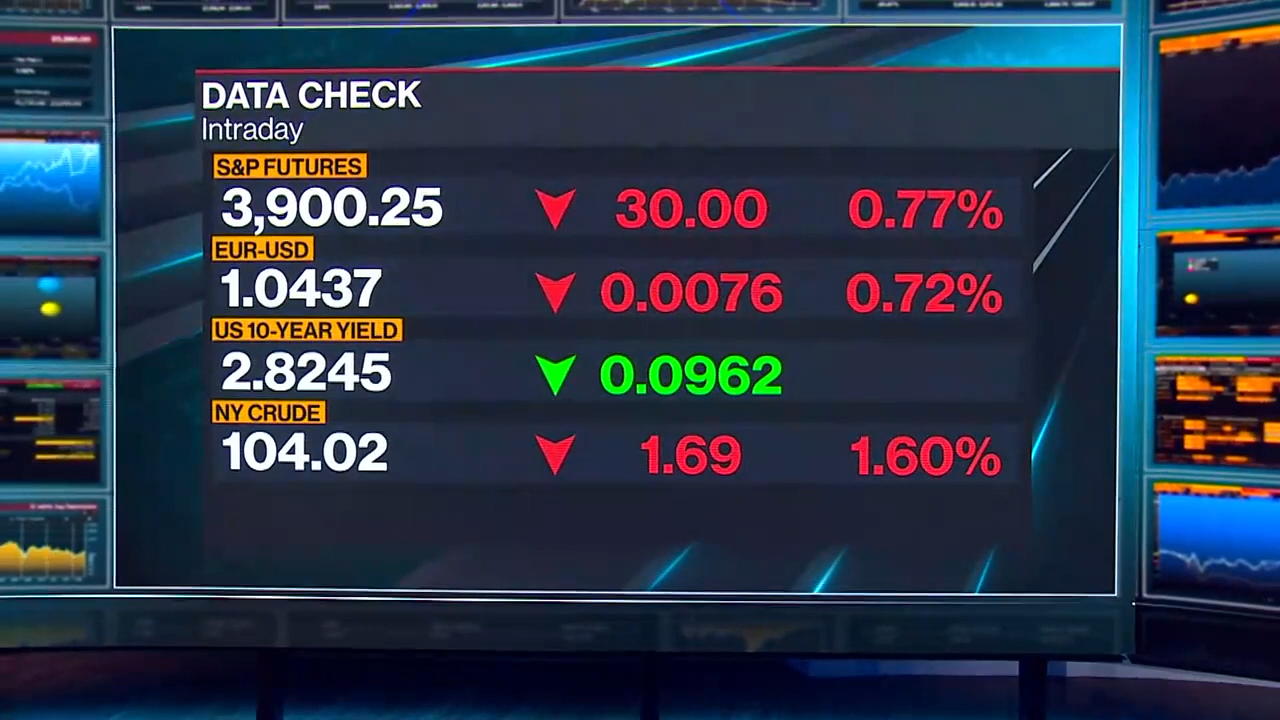 DATA CHECK
Intraday
S&P FUTURES
3,900.25 30.00 0.77%
EUR-USD
1.0437 0.0076 0.72%
US 10-YEAR YIELD
2.8245 0.0962
NY CRUDE
104.02 1.69 1.60%